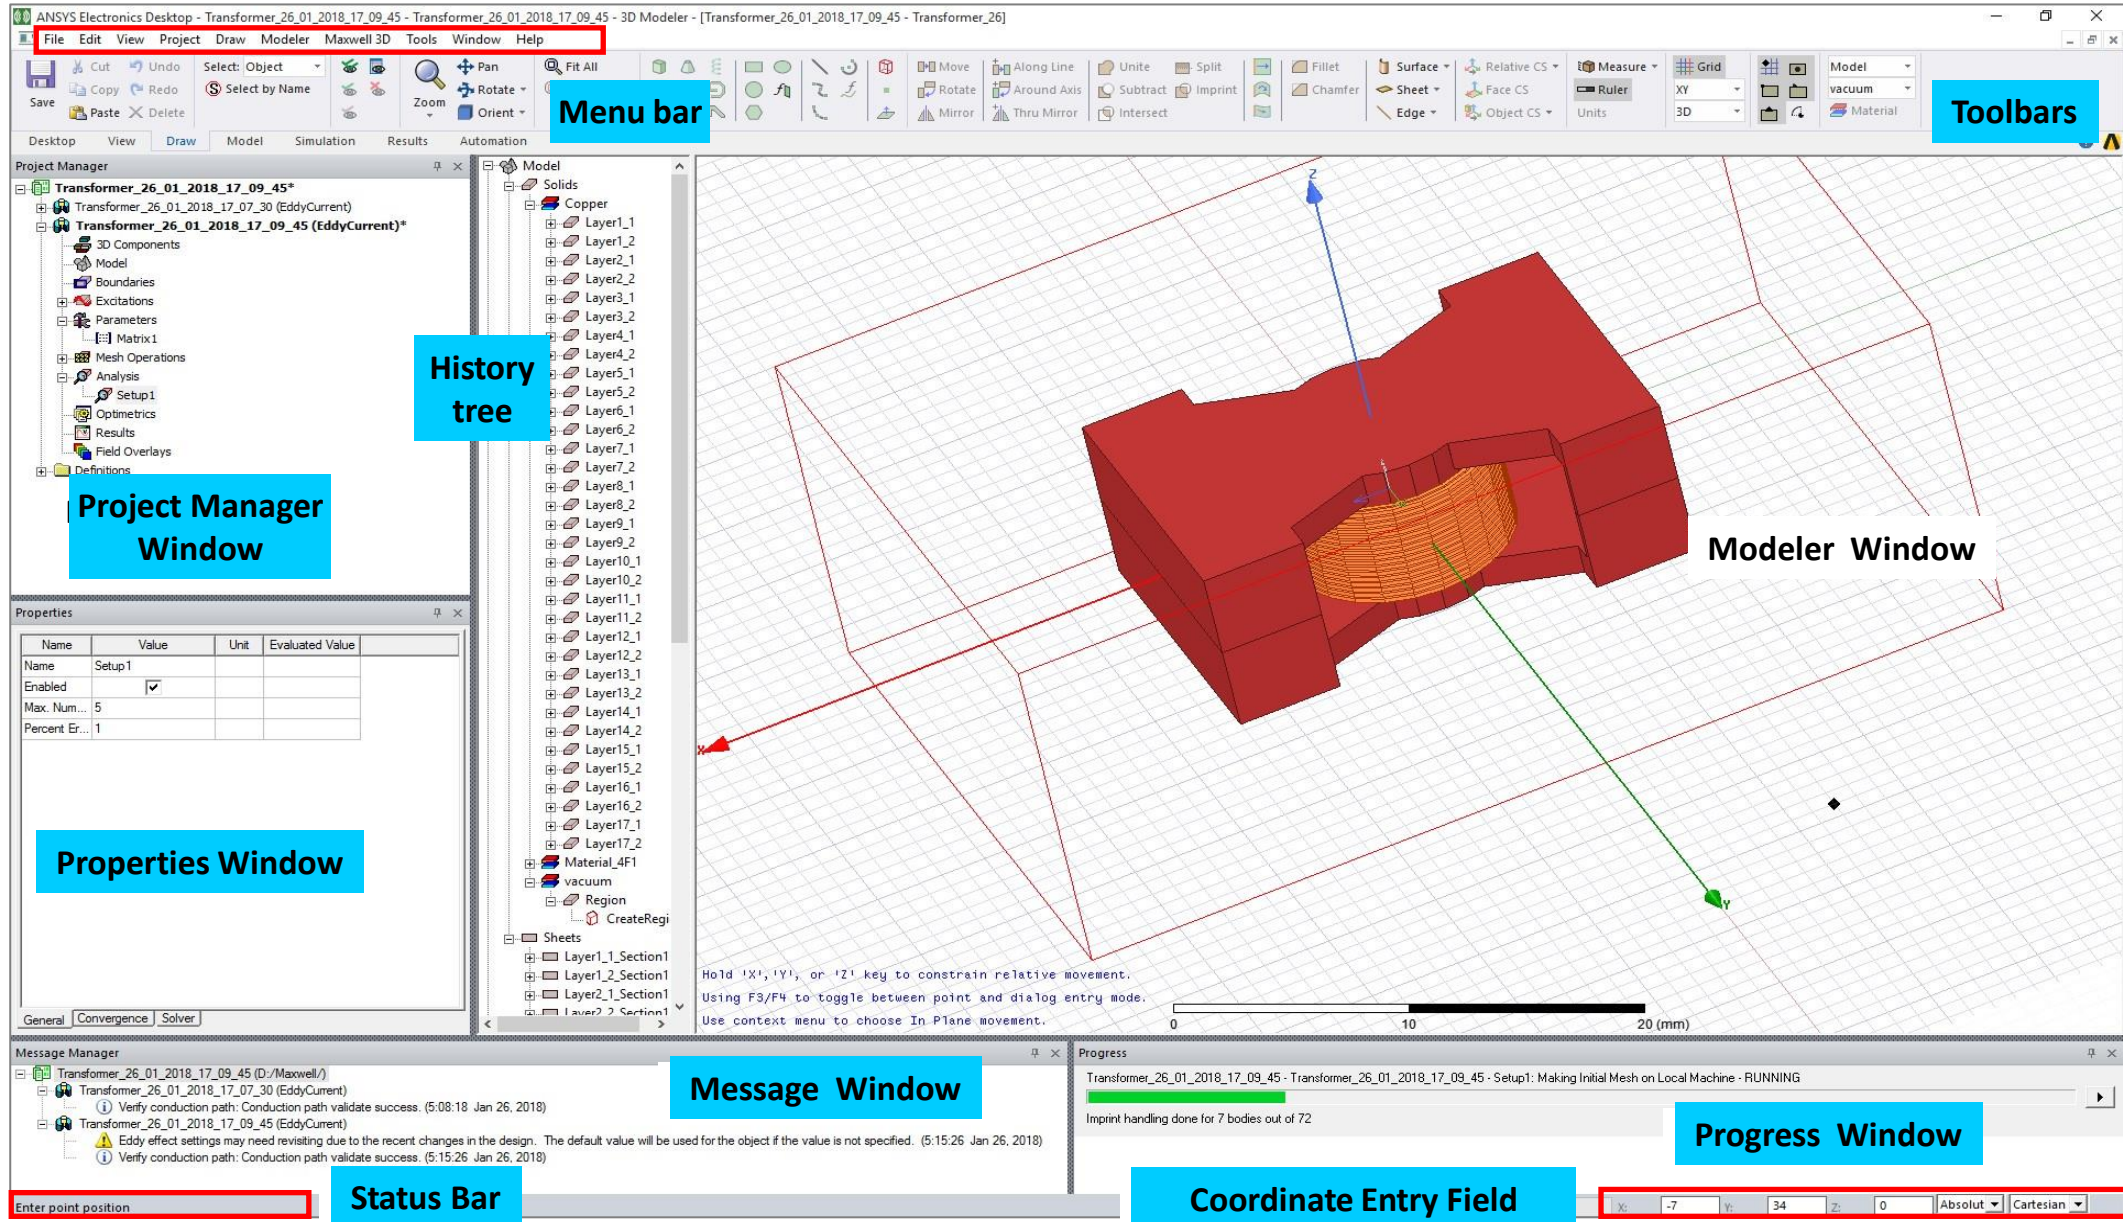 ANSYS Electronics Desktop - Transformer_26_01_2018_17_09_45 - Transformer_26_01_2018_17_09_45 - 3D Modeler - [Transformer_26_01_2018_17_09_45 - Transformer_26]
File Edit View Project Draw Modeler Maxwell 3D Tools Window Help
Save
Cut Undo
Copy Redo
Paste Delete
Select: Object
Select by Name
Zoom
Pan
Rotate
Orient
Fit All
Menu bar
Move Along Line
Rotate Around Axis
Mirror Thru Mirror
Unite Split
Subtract Imprint
Intersect
Fillet
Chamfer
Surface
Sheet
Edge
Relative CS
Face CS
Object CS
Measure
Ruler
Units
Grid
XY
3D
Model
vacuum
Material
Toolbars
Desktop View Draw Model Simulation Results Automation
Project Manager
Transformer_26_01_2018_17_09_45*
Transformer_26_01_2018_17_07_30 (EddyCurrent)
Transformer_26_01_2018_17_09_45 (EddyCurrent)*
3D Components
Model
Boundaries
Excitations
Parameters
Matrix1
Mesh Operations
Analysis
Setup1
Optimetrics
Results
Field Overlays
Definitions
Project Manager
Window
History
tree
Model
Solids
Copper
Layer1_1
Layer1_2
Layer2_1
Layer2_2
Layer3_1
Layer3_2
Layer4_1
Layer4_2
Layer5_1
Layer5_2
Layer6_1
Layer6_2
Layer7_1
Layer7_2
Layer8_1
Layer8_2
Layer9_1
Layer9_2
Layer10_1
Layer10_2
Layer11_1
Layer11_2
Layer12_1
Layer12_2
Layer13_1
Layer13_2
Layer14_1
Layer14_2
Layer15_1
Layer15_2
Layer16_1
Layer16_2
Layer17_1
Layer17_2
Material_4F1
vacuum
Region
CreateRegi
Sheets
Layer1_1_Section1
Layer1_2_Section1
Layer2_1_Section1
Layer2_2_Section1
Properties
Name Value Unit Evaluated Value
Name Setup1
Enabled
Max. Num... 5
Percent Er... 1
Properties Window
General Convergence Solver
Z
X
Y
Modeler Window
Hold 'X', 'Y', or 'Z' key to constrain relative movement.
Using F3/F4 to toggle between point and dialog entry mode.
Use context menu to choose In Plane movement.
0 10 20 (mm)
Message Manager
Transformer_26_01_2018_17_09_45 (D:/Maxwell/)
Transformer_26_01_2018_17_07_30 (EddyCurrent)
Verify conduction path: Conduction path validate success. (5:08:18 Jan 26, 2018)
Transformer_26_01_2018_17_09_45 (EddyCurrent)
Eddy effect settings may need revisiting due to the recent changes in the design. The default value will be used for the object if the value is not specified. (5:15:26 Jan 26, 2018)
Verify conduction path: Conduction path validate success. (5:15:26 Jan 26, 2018)
Message Window
Progress
Transformer_26_01_2018_17_09_45 - Transformer_26_01_2018_17_09_45 - Setup1: Making Initial Mesh on Local Machine - RUNNING
Imprint handling done for 7 bodies out of 72
Progress Window
Enter point position
Status Bar
Coordinate Entry Field
X: -7 Y: 34 Z: 0 Absolut Cartesian